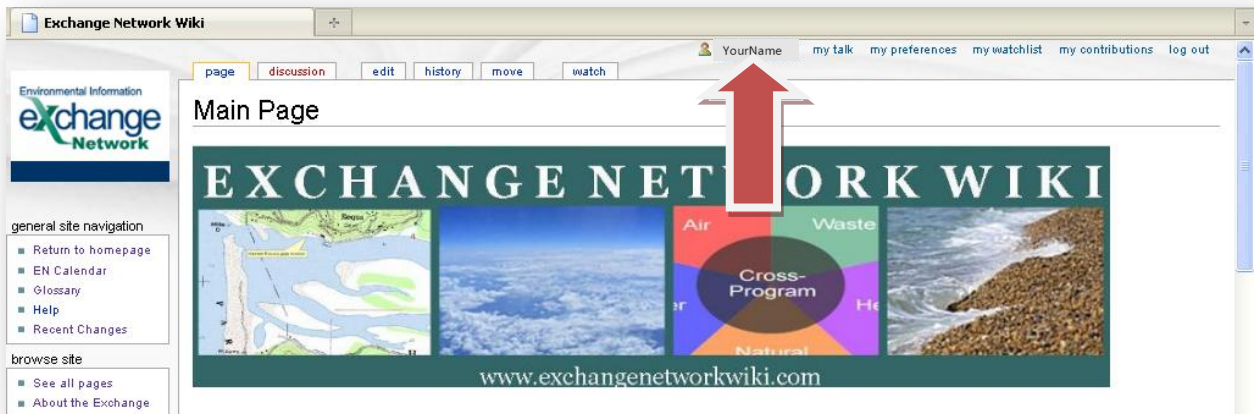 Exchange Network Wiki
YourName my talk my preferences my watchlist my contributions log out
page discussion edit history move watch
Environmental Information
exchange
Network
Main Page
EXCHANGE NET ORK WIKI
Air Waste
Cross-
Program
Natural
www.exchangenetworkwiki.com
general site navigation
Return to homepage
EN Calendar
Glossary
Help
Recent Changes
browse site
See all pages
About the Exchange